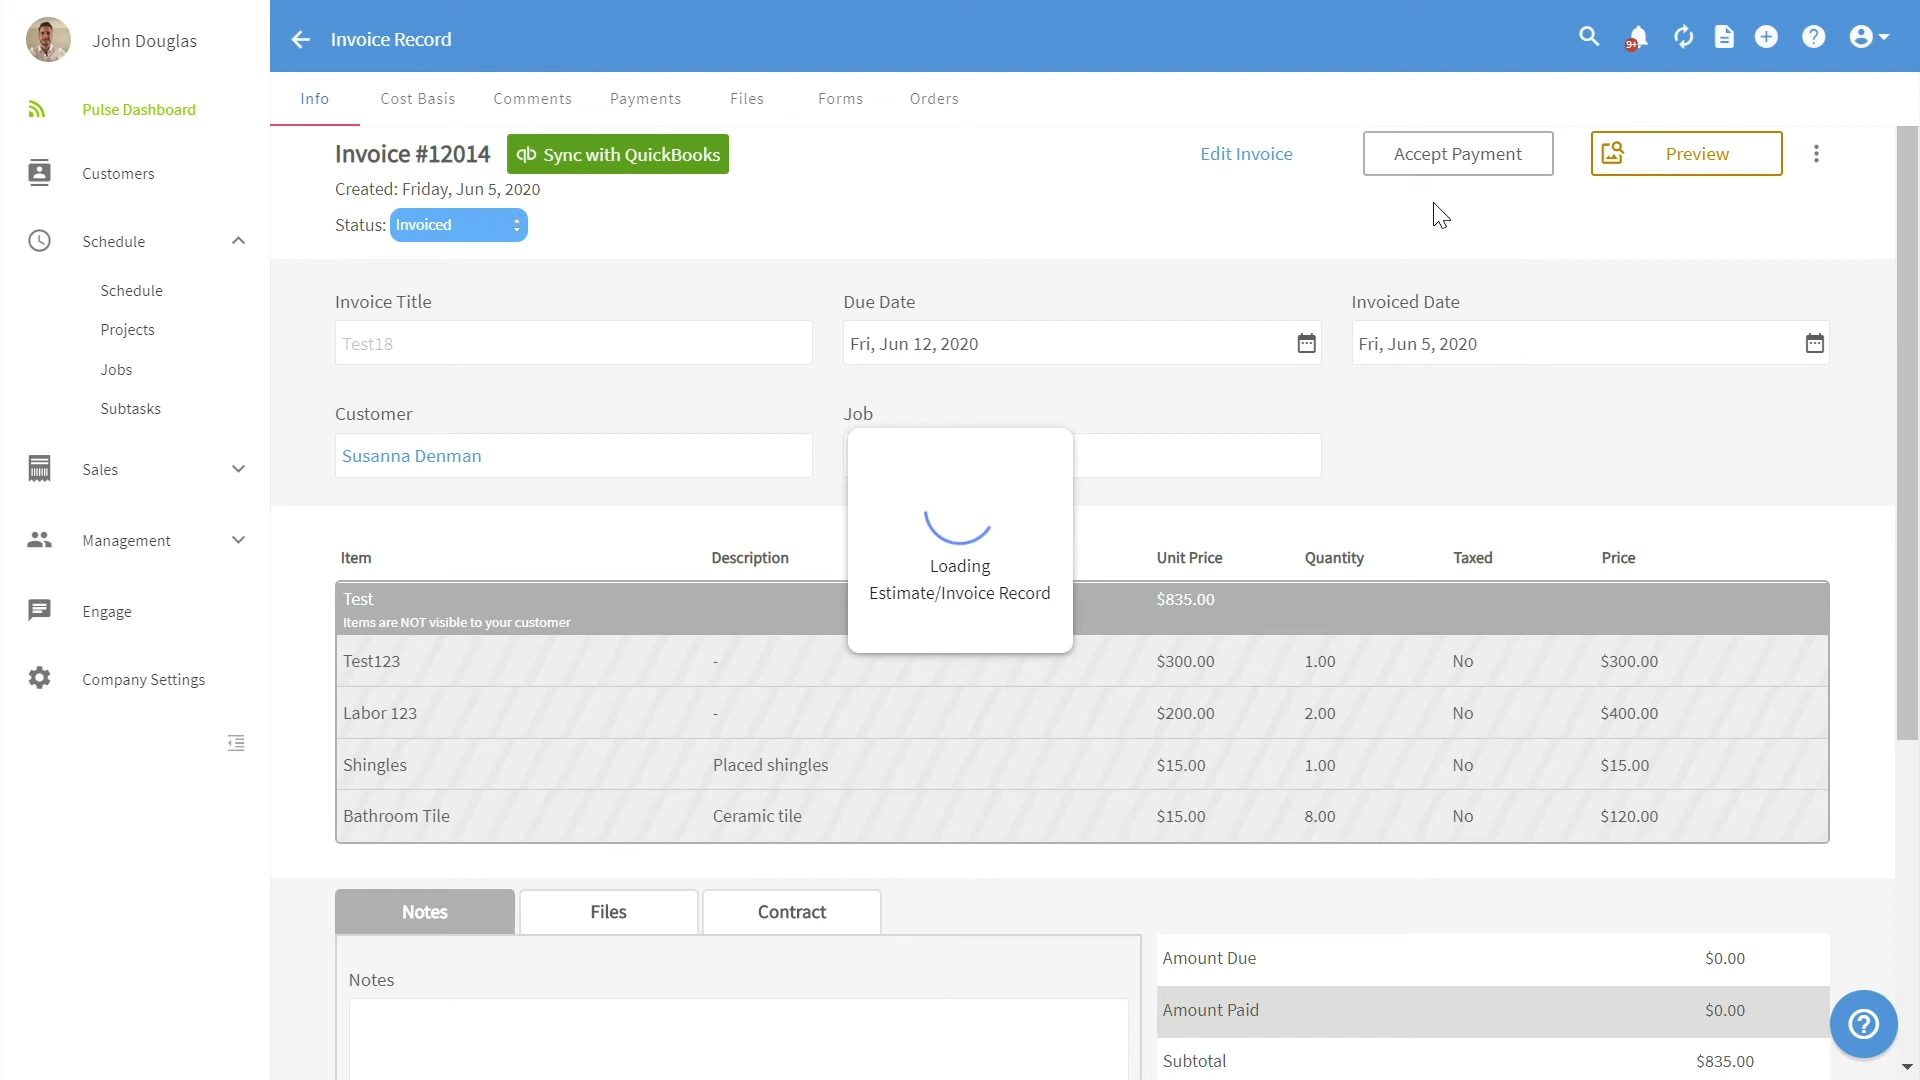 John Douglas
Invoice Record
9+
Pulse Dashboard
Customers
Schedule
Schedule
Projects
Jobs
Subtasks
Sales
Management
Engage
Company Settings
Info
Cost Basis
Comments
Payments
Files
Forms
Orders
Invoice #12014
qb Sync with QuickBooks
Edit Invoice
Accept Payment
Preview
Created: Friday, Jun 5, 2020
Status: Invoiced
Invoice Title
Due Date
Invoiced Date
Test18
Fri, Jun 12, 2020
Fri, Jun 5, 2020
Customer
Job
Susanna Denman
Loading
Estimate/Invoice Record
Item Description Unit Price Quantity Taxed Price
Test $835.00
Items are NOT visible to your customer
Test123 - $300.00 1.00 No $300.00
Labor 123 - $200.00 2.00 No $400.00
Shingles Placed shingles $15.00 1.00 No $15.00
Bathroom Tile Ceramic tile $15.00 8.00 No $120.00
Notes
Files
Contract
Notes
Amount Due $0.00
Amount Paid $0.00
Subtotal $835.00